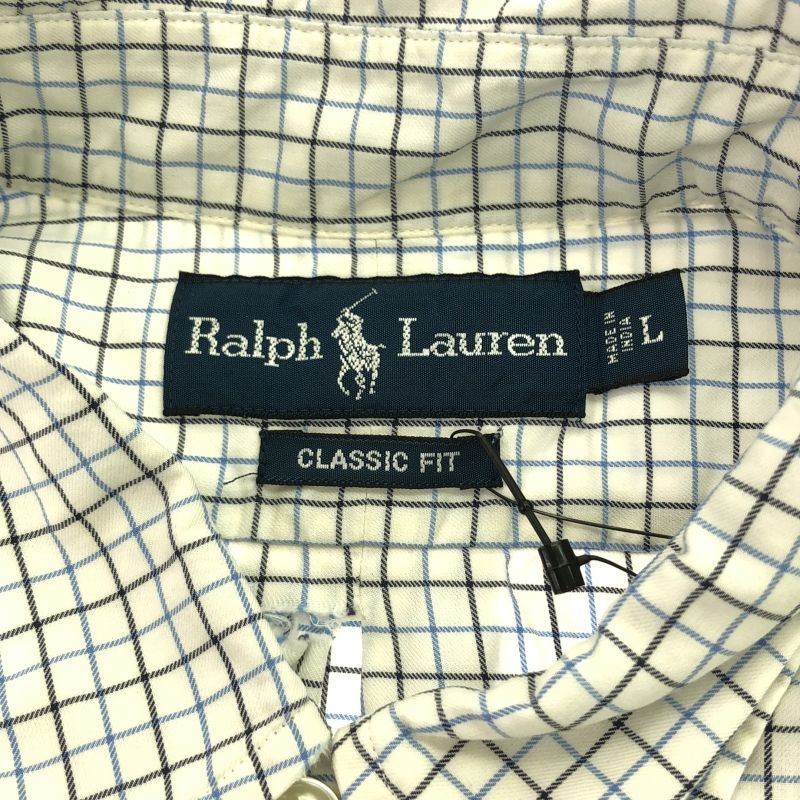 Ralph Lauren
MADE IN
INDIA
L
CLASSIC FIT